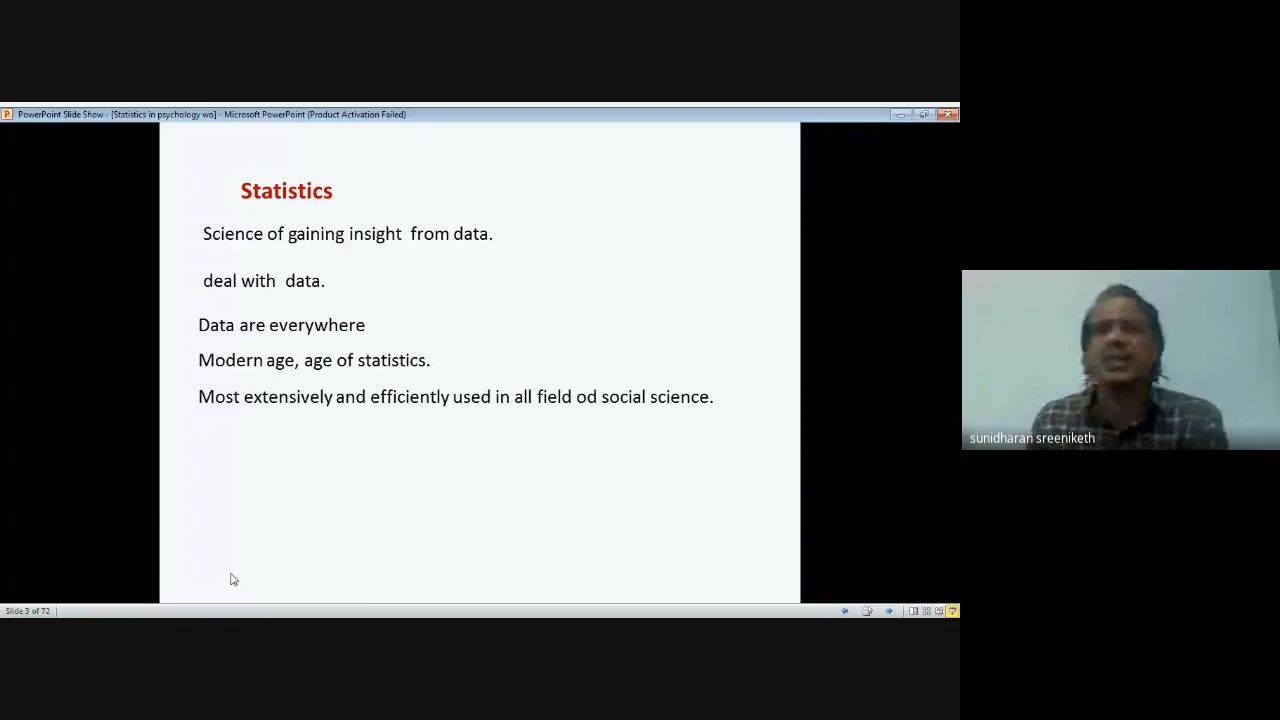 PowerPoint Slide Show - [Statistics in psychology wo] - Microsoft PowerPoint (Product Activation Failed)
Statistics
Science of gaining insight from data.
deal with data.
Data are everywhere
Modern age, age of statistics.
Most extensively and efficiently used in all field od social science.
sunidharan sreeniketh
Slide 3 of 72